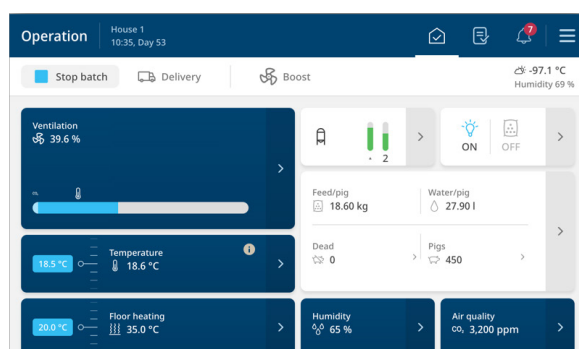 Operation
House 1
10:35, Day 53
7
Stop batch
Delivery
Boost
-97.1 °C
Humidity 69 %
Ventilation
39.6 %
2
ON
OFF
Feed/pig
18.60 kg
Water/pig
27.90 l
Dead
0
Pigs
450
Temperature
18.5 °C
18.6 °C
Floor heating
20.0 °C
35.0 °C
Humidity
65 %
Air quality
CO₂ 3,200 ppm